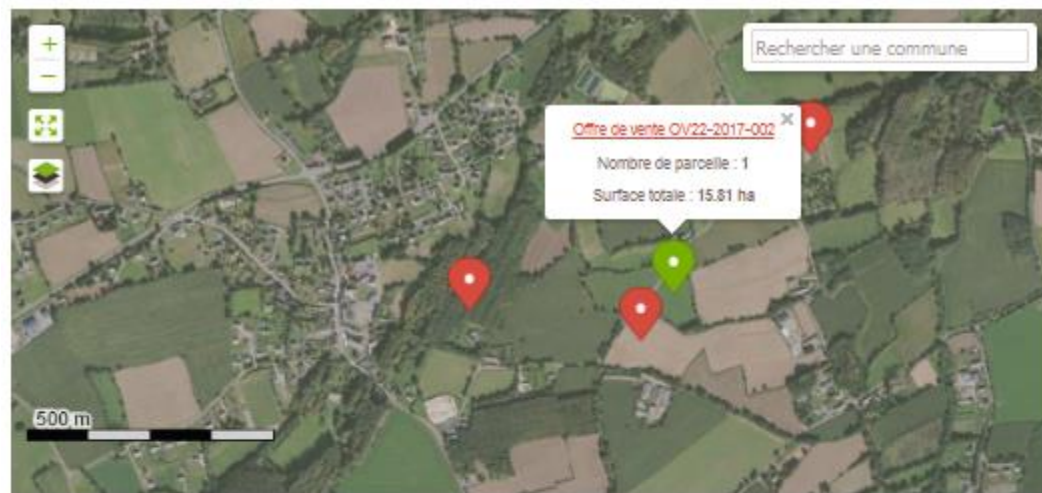 +
Rechercher une commune
−
Offre de vente OV22-2017-002
×
Nombre de parcelle : 1
Surface totale : 15.81 ha
500 m